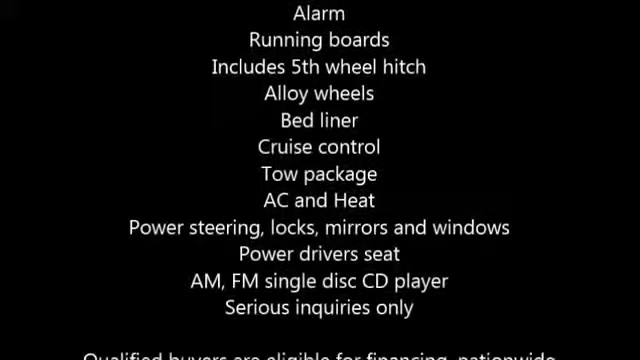 Alarm
Running boards
Includes 5th wheel hitch
Alloy wheels
Bed liner
Cruise control
Tow package
AC and Heat
Power steering, locks, mirrors and windows
Power drivers seat
AM, FM single disc CD player
Serious inquiries only
Qualified buyers are eligible for financing, nationwide